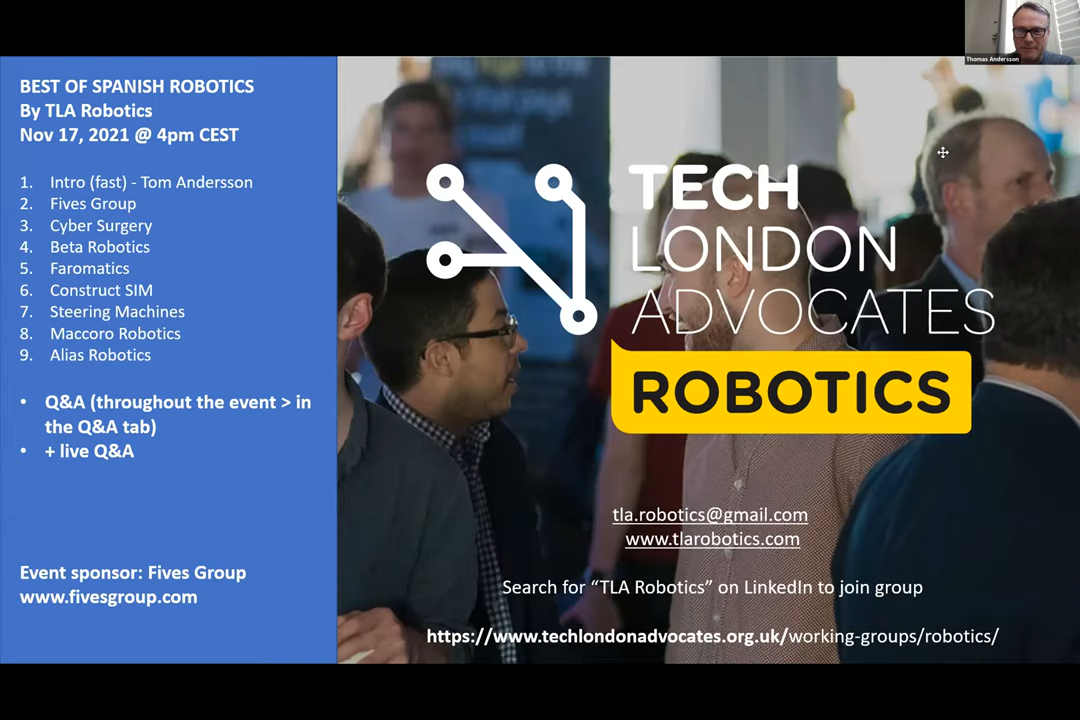 Thomas Andersson
BEST OF SPANISH ROBOTICS
By TLA Robotics
Nov 17, 2021 @ 4pm CEST
1. Intro (fast) - Tom Andersson
2. Fives Group
3. Cyber Surgery
4. Beta Robotics
5. Faromatics
6. Construct SIM
7. Steering Machines
8. Maccoro Robotics
9. Alias Robotics
• Q&A (throughout the event > in
the Q&A tab)
• + live Q&A
Event sponsor: Fives Group
www.fivesgroup.com
TECH
LONDON
ADVOCATES
ROBOTICS
tla.robotics@gmail.com
www.tlarobotics.com
Search for “TLA Robotics” on LinkedIn to join group
https://www.techlondonadvocates.org.uk/working-groups/robotics/